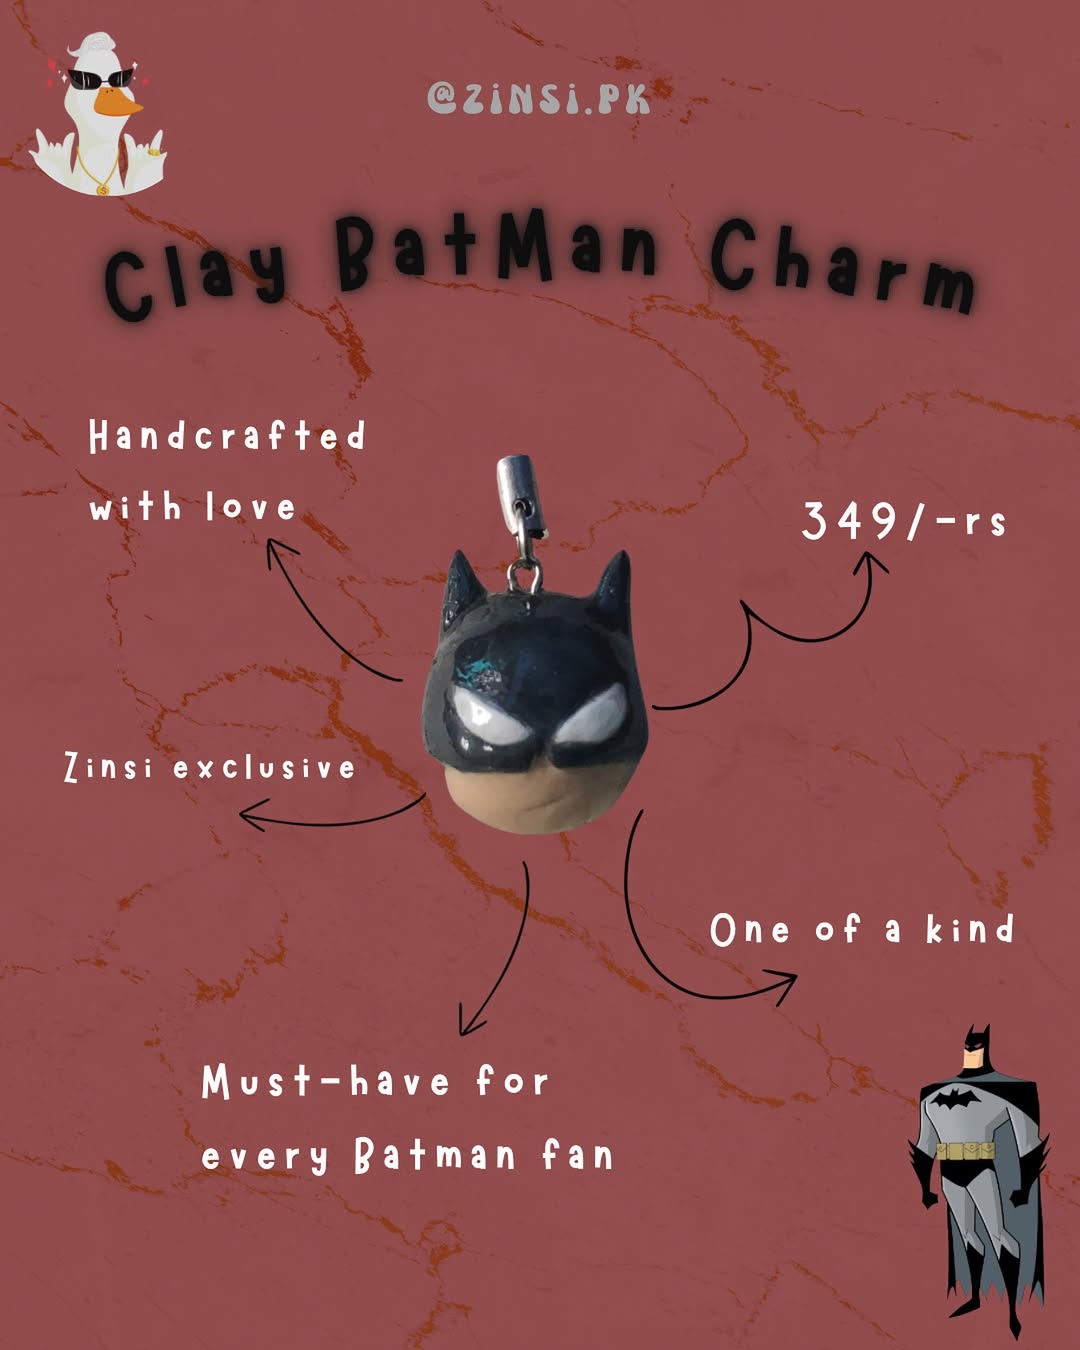 @ZiNSi.PK
Clay BatMan Charm
Handcrafted
with love
349/-rs
Zinsi exclusive
One of a kind
Must-have for
every Batman fan